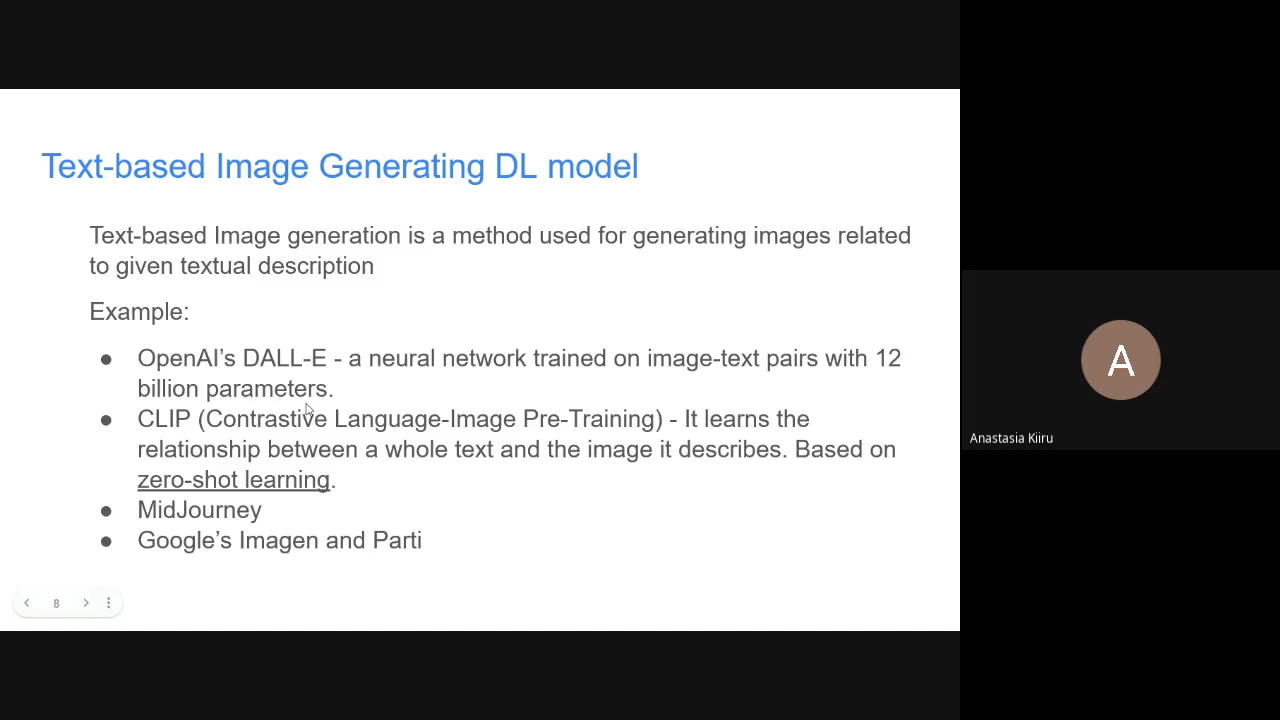 Text-based Image Generating DL model
Text-based Image generation is a method used for generating images related
to given textual description
Example:
● OpenAI’s DALL-E - a neural network trained on image-text pairs with 12
billion parameters.
● CLIP (Contrastive Language-Image Pre-Training) - It learns the
relationship between a whole text and the image it describes. Based on
zero-shot learning.
● MidJourney
● Google’s Imagen and Parti
8
A
Anastasia Kiiru